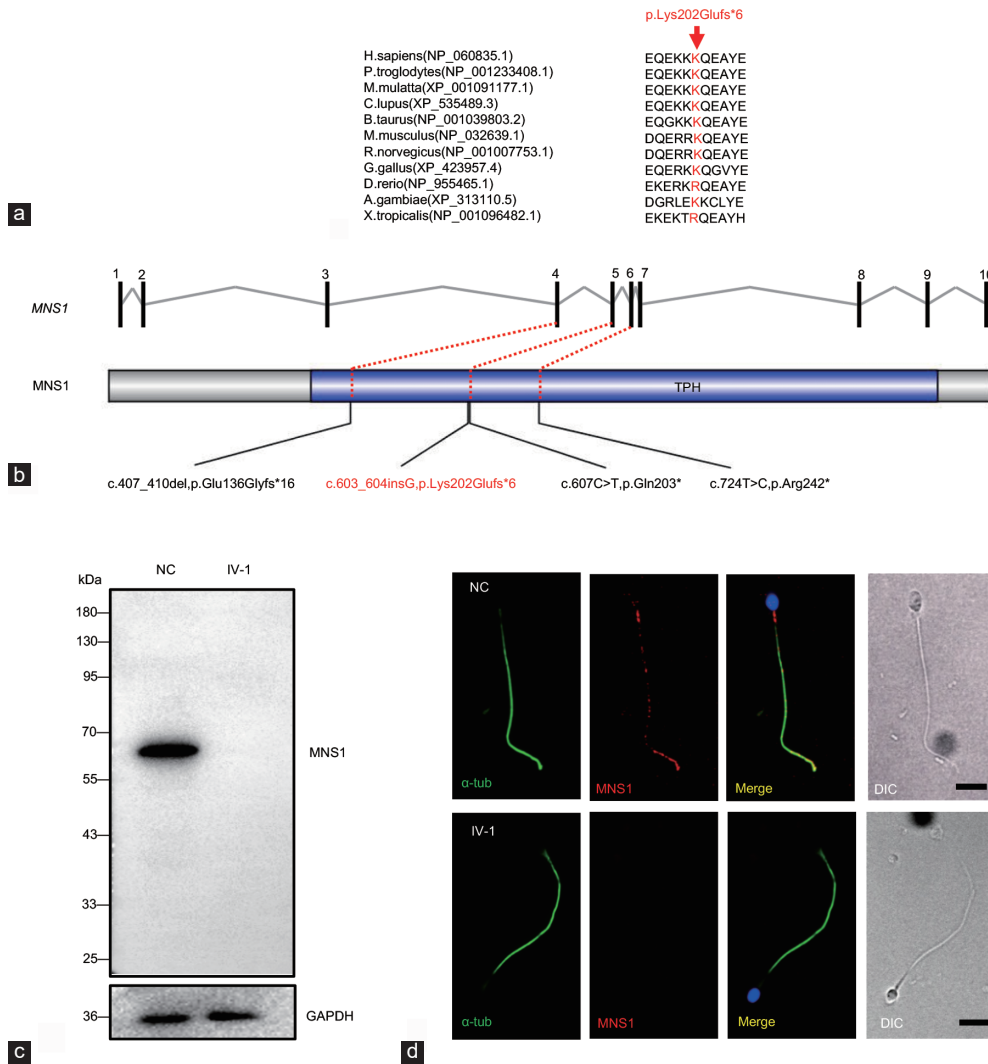 p.Lys202Glufs*6
H.sapiens(NP_060835.1) EQEKKKQEAYE
P.troglodytes(NP_001233408.1) EQEKKKQEAYE
M.mulatta(XP_001091177.1) EQEKKKQEAYE
C.lupus(XP_535489.3) EQEKKKQEAYE
B.taurus(NP_001039803.2) EQGKKKQEAYE
M.musculus(NP_032639.1) DQERRKQEAYE
R.norvegicus(NP_001007753.1) DQERRKQEAYE
G.gallus(XP_423957.4) EQERKKQGVYE
D.rerio(NP_955465.1) EKERKRQEAYE
A.gambiae(XP_313110.5) DGRLEKKCLYE
X.tropicalis(NP_001096482.1) EKEKTRQEAYH
a
1 2 3 4 5 6 7 8 9 10
MNS1
MNS1 TPH
c.407_410del,p.Glu136Glyfs*16 c.603_604insG,p.Lys202Glufs*6 c.607C>T,p.Gln203* c.724T>C,p.Arg242*
b
kDa NC IV-1
180
130
95
70
MNS1
55
43
33
25
36 GAPDH
c
NC
α-tub MNS1 Merge DIC
IV-1
α-tub MNS1 Merge DIC
d